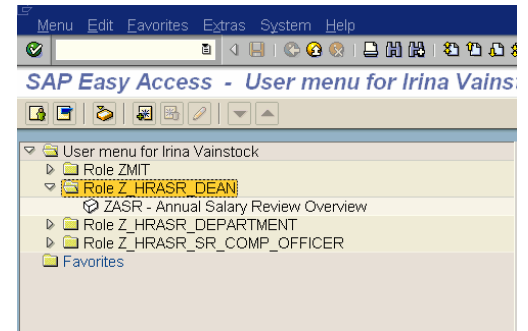 Menu Edit Favorites Extras System Help
SAP Easy Access - User menu for Irina Vainst
User menu for Irina Vainstock
Role ZMIT
Role Z_HRASR_DEAN
ZASR - Annual Salary Review Overview
Role Z_HRASR_DEPARTMENT
Role Z_HRASR_SR_COMP_OFFICER
Favorites